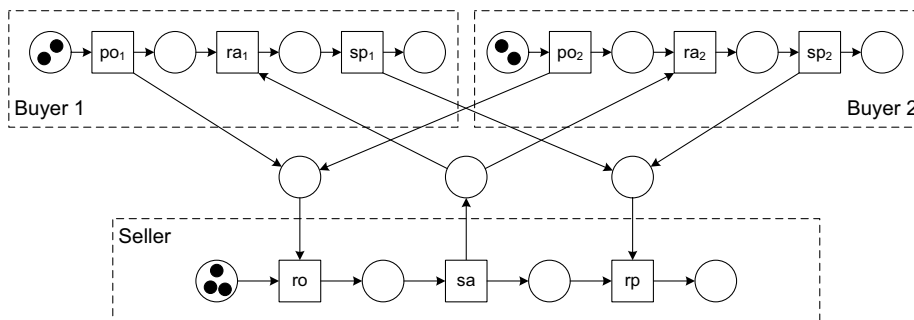 po₁ ra₁ sp₁
po₂ ra₂ sp₂
Buyer 1
Buyer 2
Seller
ro sa rp